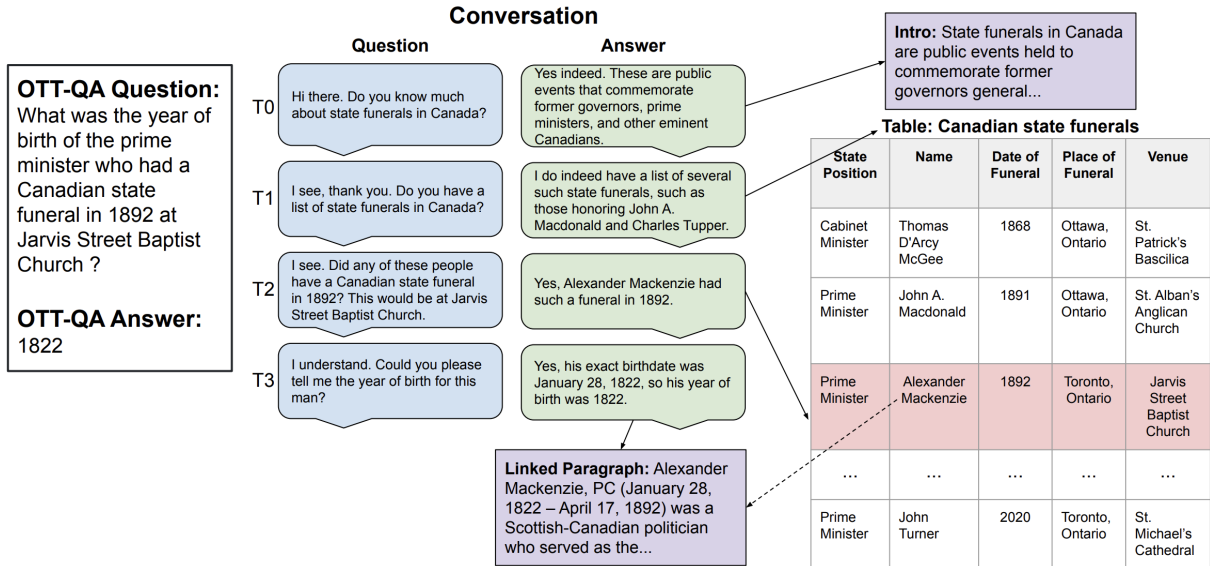 Conversation
Question
Answer
OTT-QA Question:
What was the year of
birth of the prime
minister who had a
Canadian state
funeral in 1892 at
Jarvis Street Baptist
Church ?
OTT-QA Answer:
1822
T0
Hi there. Do you know much
about state funerals in Canada?
Yes indeed. These are public
events that commemorate
former governors, prime
ministers, and other eminent
Canadians.
T1
I see, thank you. Do you have a
list of state funerals in Canada?
I do indeed have a list of several
such state funerals, such as
those honoring John A.
Macdonald and Charles Tupper.
T2
I see. Did any of these people
have a Canadian state funeral
in 1892? This would be at Jarvis
Street Baptist Church.
Yes, Alexander Mackenzie had
such a funeral in 1892.
T3
I understand. Could you please
tell me the year of birth for this
man?
Yes, his exact birthdate was
January 28, 1822, so his year of
birth was 1822.
Linked Paragraph: Alexander
Mackenzie, PC (January 28,
1822 – April 17, 1892) was a
Scottish-Canadian politician
who served as the...
Intro: State funerals in Canada
are public events held to
commemorate former
governors general...
Table: Canadian state funerals
State
Position
Name
Date of
Funeral
Place of
Funeral
Venue
Cabinet
Minister
Thomas
D'Arcy
McGee
1868
Ottawa,
Ontario
St.
Patrick's
Bascilica
Prime
Minister
John A.
Macdonald
1891
Ottawa,
Ontario
St. Alban's
Anglican
Church
Prime
Minister
Alexander
Mackenzie
1892
Toronto,
Ontario
Jarvis
Street
Baptist
Church
...
...
...
...
...
Prime
Minister
John
Turner
2020
Toronto,
Ontario
St.
Michael's
Cathedral